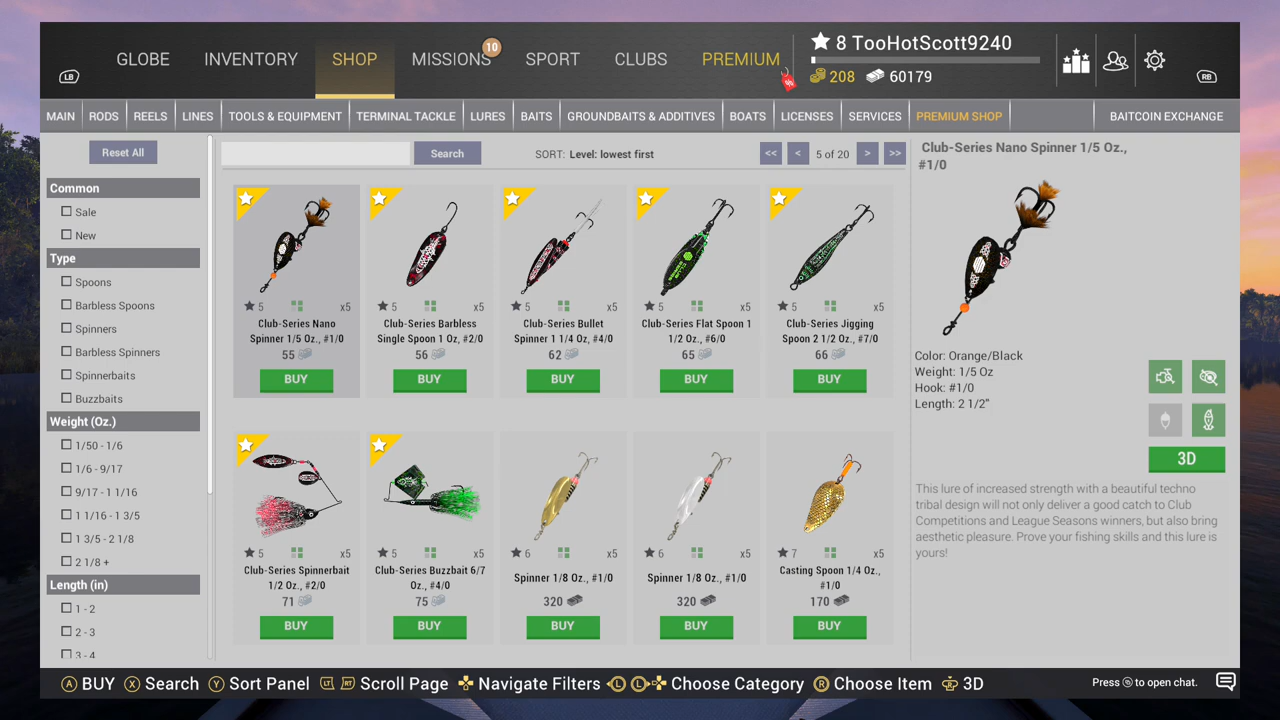 GLOBE INVENTORY SHOP MISSIONS 10 SPORT CLUBS PREMIUM
8 TooHotScott9240
208 60179
LB
RB
MAIN RODS REELS LINES TOOLS & EQUIPMENT TERMINAL TACKLE LURES BAITS GROUNDBAITS & ADDITIVES BOATS LICENSES SERVICES PREMIUM SHOP BAITCOIN EXCHANGE
Reset All
Common
Sale
New
Type
Spoons
Barbless Spoons
Spinners
Barbless Spinners
Spinnerbaits
Buzzbaits
Weight (Oz.)
1/50 - 1/6
1/6 - 9/17
9/17 - 1 1/16
1 1/16 - 1 3/5
1 3/5 - 2 1/8
2 1/8 +
Length (in)
1 - 2
2 - 3
3 - 4
Search
SORT: Level: lowest first
<< < 5 of 20 > >>
5 x5
Club-Series Nano
Spinner 1/5 Oz., #1/0
55
BUY
5 x5
Club-Series Barbless
Single Spoon 1 Oz, #2/0
56
BUY
5 x5
Club-Series Bullet
Spinner 1 1/4 Oz, #4/0
62
BUY
5 x5
Club-Series Flat Spoon 1
1/2 Oz., #6/0
65
BUY
5 x5
Club-Series Jigging
Spoon 2 1/2 Oz., #7/0
66
BUY
5 x5
Club-Series Spinnerbait
1/2 Oz., #2/0
71
BUY
5 x5
Club-Series Buzzbait 6/7
Oz., #4/0
75
BUY
6 x5
Spinner 1/8 Oz., #1/0
320
BUY
6 x5
Spinner 1/8 Oz., #1/0
320
BUY
7 x5
Casting Spoon 1/4 Oz.,
#1/0
170
BUY
Club-Series Nano Spinner 1/5 Oz.,
#1/0
Color: Orange/Black
Weight: 1/5 Oz
Hook: #1/0
Length: 2 1/2"
3D
This lure of increased strength with a beautiful techno
tribal design will not only deliver a good catch to Club
Competitions and League Seasons winners, but also bring
aesthetic pleasure. Prove your fishing skills and this lure is
yours!
A BUY X Search Y Sort Panel LT RT Scroll Page Navigate Filters L L Choose Category R Choose Item 3D
Press to open chat.